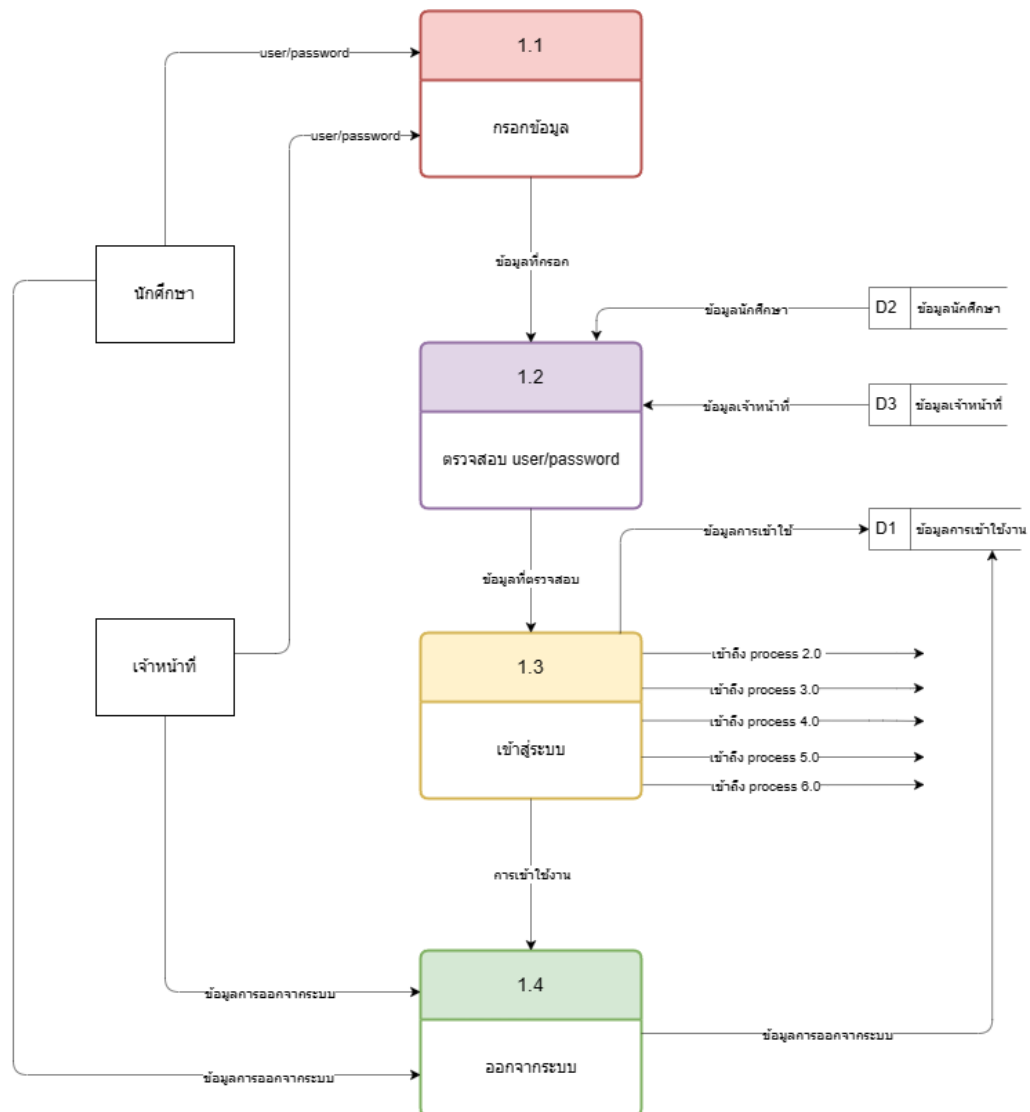 1.1
user/password
กรอกข้อมูล
user/password
ข้อมูลที่กรอก
นักศึกษา
D2 ข้อมูลนักศึกษา
ข้อมูลนักศึกษา
1.2
D3 ข้อมูลเจ้าหน้าที่
ข้อมูลเจ้าหน้าที่
ตรวจสอบ user/password
D1 ข้อมูลการเข้าใช้งาน
ข้อมูลการเข้าใช้
ข้อมูลที่ตรวจสอบ
เจ้าหน้าที่
1.3
เข้าถึง process 2.0
เข้าถึง process 3.0
เข้าถึง process 4.0
เข้าสู่ระบบ
เข้าถึง process 5.0
เข้าถึง process 6.0
การเข้าใช้งาน
1.4
ข้อมูลการออกจากระบบ
ข้อมูลการออกจากระบบ
ออกจากระบบ
ข้อมูลการออกจากระบบ